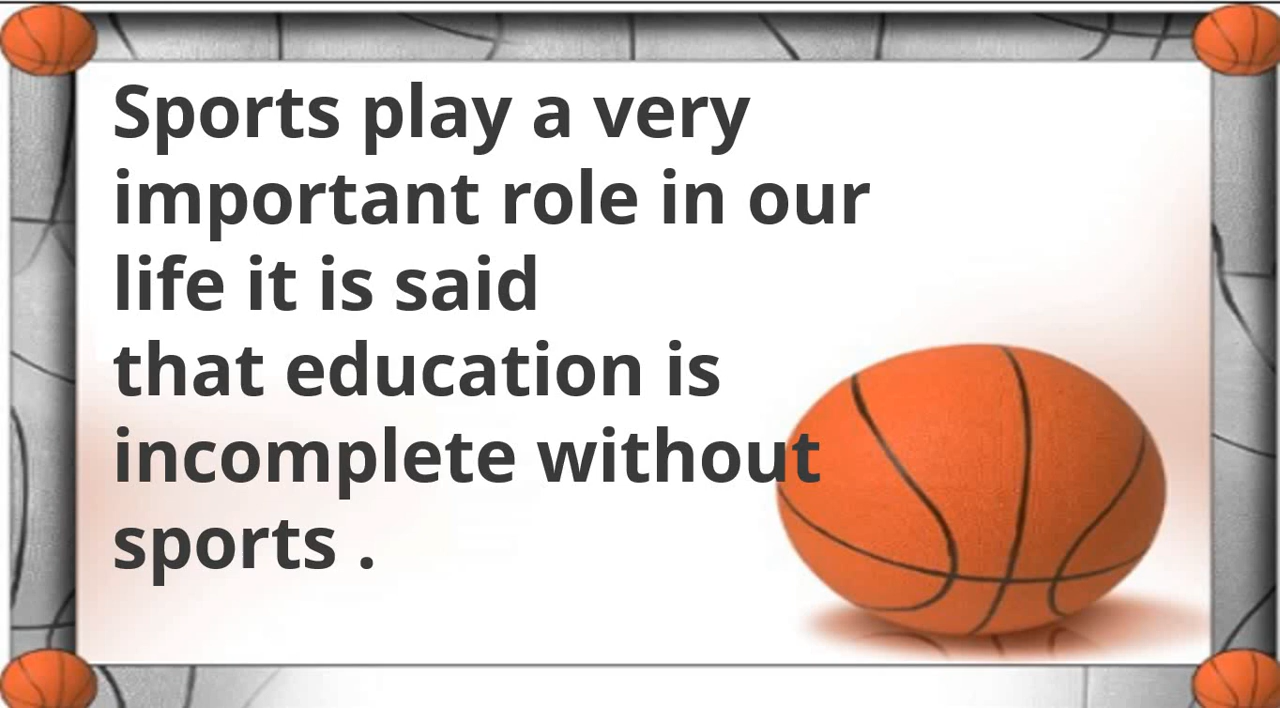 Sports play a very
important role in our
life it is said
that education is
incomplete without
sports .